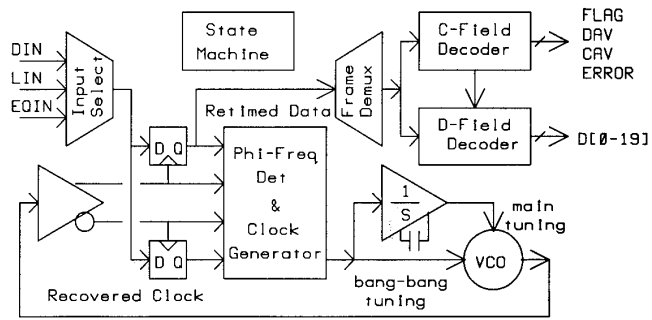 DIN
LIN
EQIN
Input
Select
State
Machine
Retimed Data
Frame
Demux
C-Field
Decoder
FLAG
DAV
CAV
ERROR
D-Field
Decoder
D[0-19]
D Q
Phi-Freq
Det
&
Clock
Generator
D Q
1
S
main
tuning
VCO
bang-bang
tuning
Recovered Clock